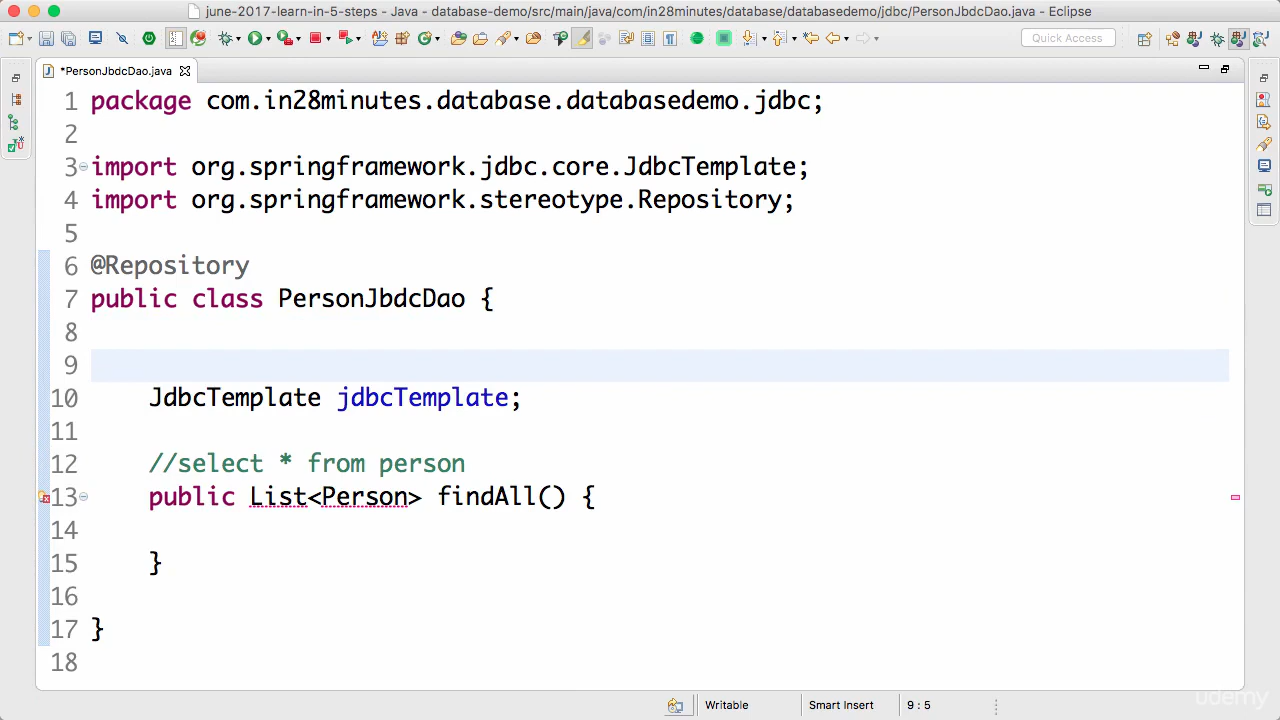 june-2017-learn-in-5-steps - Java - database-demo/src/main/java/com/in28minutes/database/databasedemo/jdbc/PersonJbdcDao.java - Eclipse
Quick Access
*PersonJbdcDao.java
1 package com.in28minutes.database.databasedemo.jdbc;
2
3 import org.springframework.jdbc.core.JdbcTemplate;
4 import org.springframework.stereotype.Repository;
5
6 @Repository
7 public class PersonJbdcDao {
8
9
10 JdbcTemplate jdbcTemplate;
11
12 //select * from person
13 public List<Person> findAll() {
14
15 }
16
17 }
18
Writable Smart Insert 9 : 5
udemy